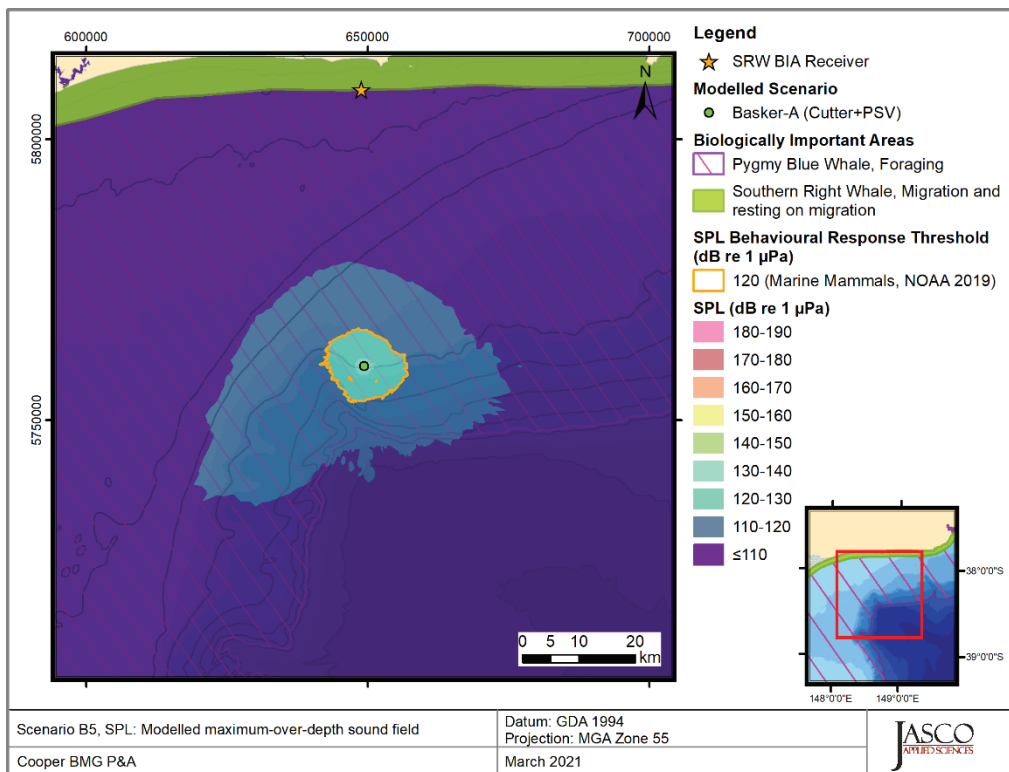 600000
650000
700000
5800000
5750000
N
0 5 10 20
km
Legend
SRW BIA Receiver
Modelled Scenario
Basker-A (Cutter+PSV)
Biologically Important Areas
Pygmy Blue Whale, Foraging
Southern Right Whale, Migration and
resting on migration
SPL Behavioural Response Threshold
(dB re 1 µPa)
120 (Marine Mammals, NOAA 2019)
SPL (dB re 1 µPa)
180-190
170-180
160-170
150-160
140-150
130-140
120-130
110-120
≤110
38°0'0"S
39°0'0"S
148°0'0"E
149°0'0"E
Scenario B5, SPL: Modelled maximum-over-depth sound field
Cooper BMG P&A
Datum: GDA 1994
Projection: MGA Zone 55
March 2021
JASCO
APPLIED SCIENCES